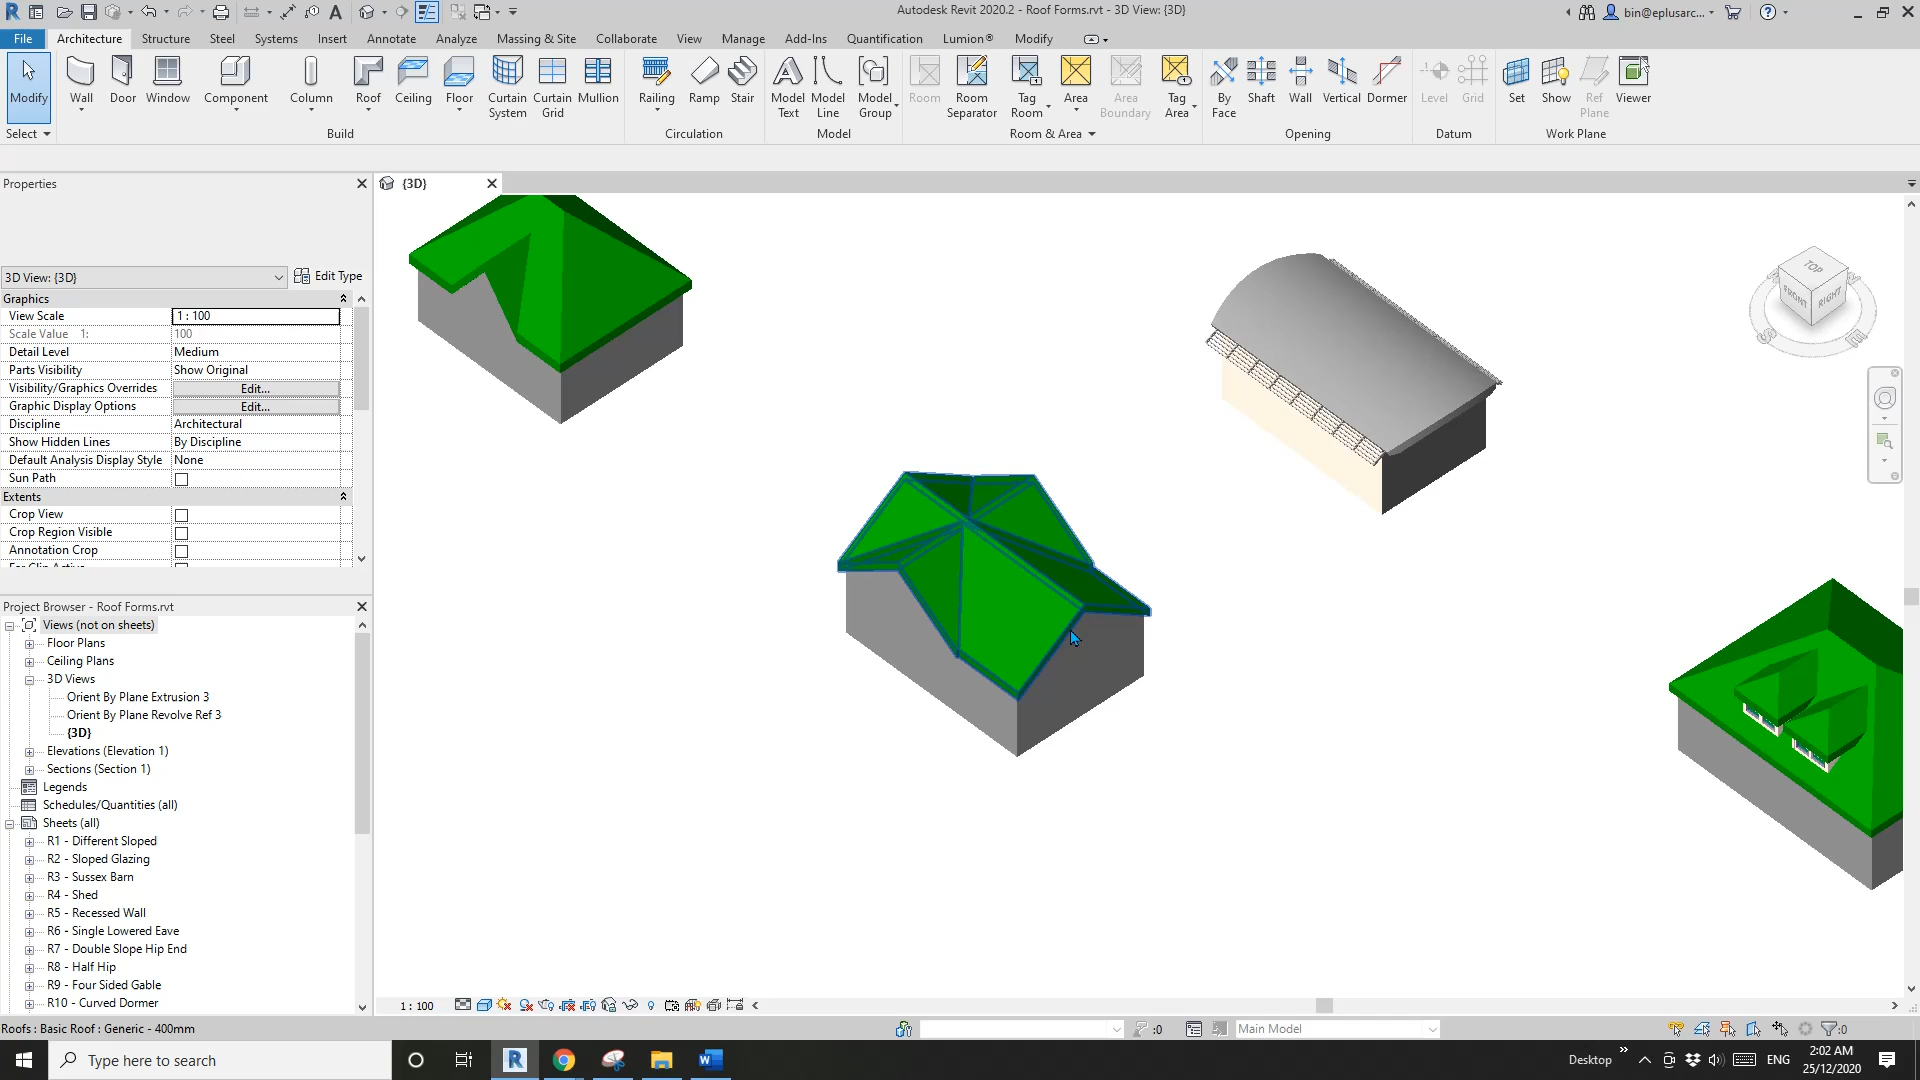 Autodesk Revit 2020.2 - Roof Forms.rvt - 3D View: {3D}
bin@eplusarc...
File Architecture Structure Steel Systems Insert Annotate Analyze Massing & Site Collaborate View Manage Add-Ins Quantification Lumion® Modify
Modify Wall Door Window Component Column Roof Ceiling Floor Curtain System Curtain Grid Mullion Railing Ramp Stair Model Text Model Line Model Group Room Room Separator Tag Room Area Area Boundary Tag Area By Face Shaft Wall Vertical Dormer Level Grid Set Show Ref Plane Viewer
Select Build Circulation Model Room & Area Opening Datum Work Plane
Properties
{3D}
3D View: {3D} Edit Type
Graphics
View Scale 1 : 100
Scale Value 1: 100
Detail Level Medium
Parts Visibility Show Original
Visibility/Graphics Overrides Edit...
Graphic Display Options Edit...
Discipline Architectural
Show Hidden Lines By Discipline
Default Analysis Display Style None
Sun Path
Extents
Crop View
Crop Region Visible
Annotation Crop
TOP
FRONT RIGHT
S E
Project Browser - Roof Forms.rvt
Views (not on sheets)
Floor Plans
Ceiling Plans
3D Views
Orient By Plane Extrusion 3
Orient By Plane Revolve Ref 3
{3D}
Elevations (Elevation 1)
Sections (Section 1)
Legends
Schedules/Quantities (all)
Sheets (all)
R1 - Different Sloped
R2 - Sloped Glazing
R3 - Sussex Barn
R4 - Shed
R5 - Recessed Wall
R6 - Single Lowered Eave
R7 - Double Slope Hip End
R8 - Half Hip
R9 - Four Sided Gable
R10 - Curved Dormer
1 : 100
Roofs : Basic Roof : Generic - 400mm
:0
Main Model
:0
Type here to search
Desktop
ENG
2:02 AM
25/12/2020